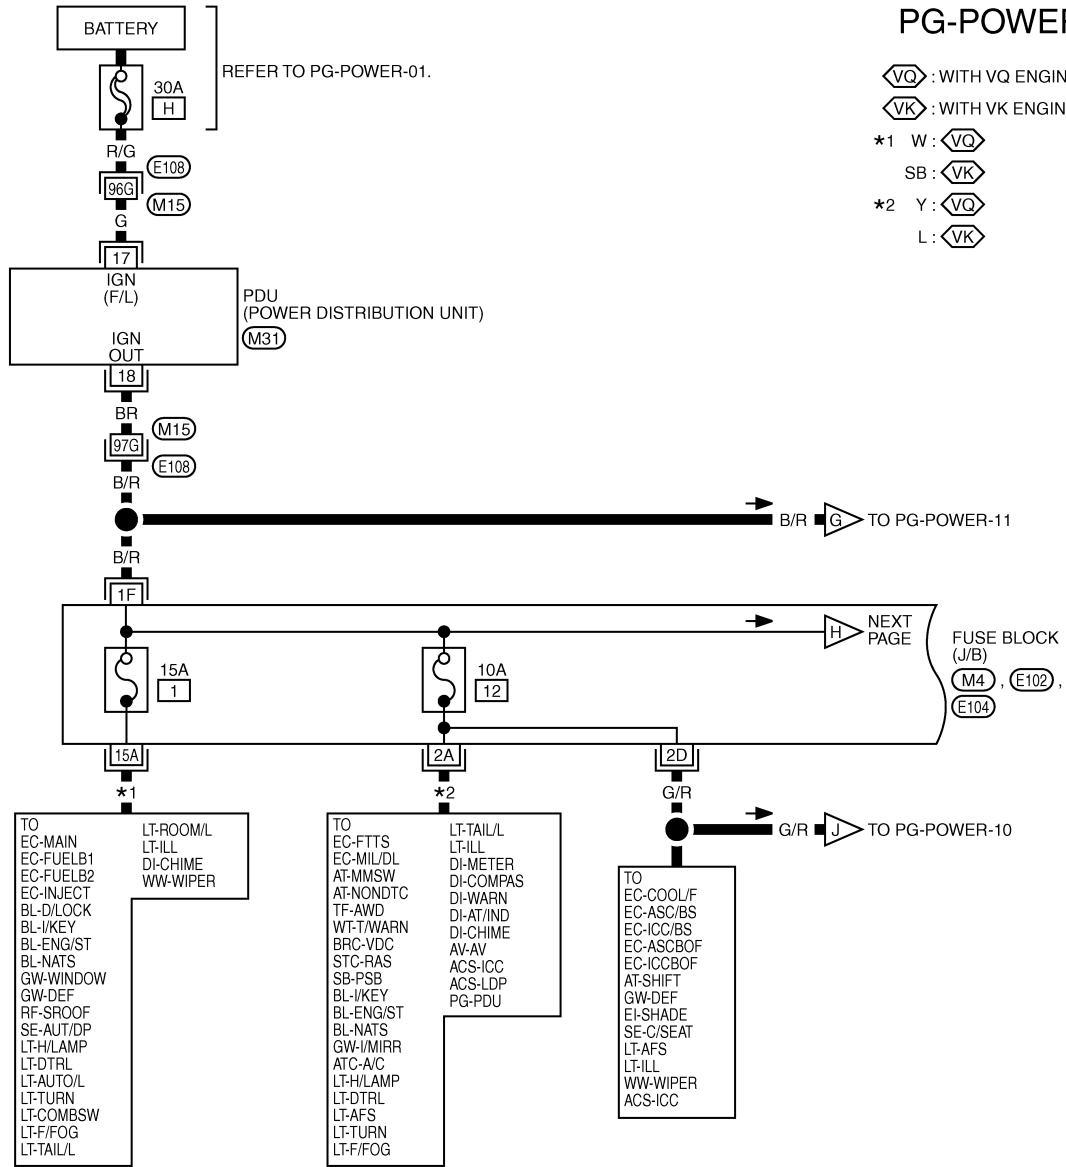 BATTERY
REFER TO PG-POWER-01.
30A
H
R/G
E108
96G
M15
G
17
IGN
(F/L)
PDU
(POWER DISTRIBUTION UNIT)
M31
IGN
OUT
18
BR
M15
97G
E108
B/R
B/R
G
TO PG-POWER-11
B/R
1F
H
NEXT
PAGE
15A
1
10A
12
FUSE BLOCK
(J/B)
M4 , E102 ,
E104
15A
2A
2D
*1
*2
G/R
G/R
J
TO PG-POWER-10
TO
EC-MAIN
EC-FUELB1
EC-FUELB2
EC-INJECT
BL-D/LOCK
BL-I/KEY
BL-ENG/ST
BL-NATS
GW-WINDOW
GW-DEF
RF-SROOF
SE-AUT/DP
LT-H/LAMP
LT-DTRL
LT-AUTO/L
LT-TURN
LT-COMBSW
LT-F/FOG
LT-TAIL/L
LT-ROOM/L
LT-ILL
DI-CHIME
WW-WIPER
TO
EC-FTTS
EC-MIL/DL
AT-MMSW
AT-NONDTC
TF-AWD
WT-T/WARN
BRC-VDC
STC-RAS
SB-PSB
BL-I/KEY
BL-ENG/ST
BL-NATS
GW-I/MIRR
ATC-A/C
LT-H/LAMP
LT-DTRL
LT-AFS
LT-TURN
LT-F/FOG
LT-TAIL/L
LT-ILL
DI-METER
DI-COMPAS
DI-WARN
DI-AT/IND
DI-CHIME
AV-AV
ACS-ICC
ACS-LDP
PG-PDU
TO
EC-COOL/F
EC-ASC/BS
EC-ICC/BS
EC-ASCBOF
EC-ICCBOF
AT-SHIFT
GW-DEF
EI-SHADE
SE-C/SEAT
LT-AFS
LT-ILL
WW-WIPER
ACS-ICC
PG-POWER
VQ : WITH VQ ENGIN
VK : WITH VK ENGIN
*1 W : VQ
SB : VK
*2 Y : VQ
L : VK